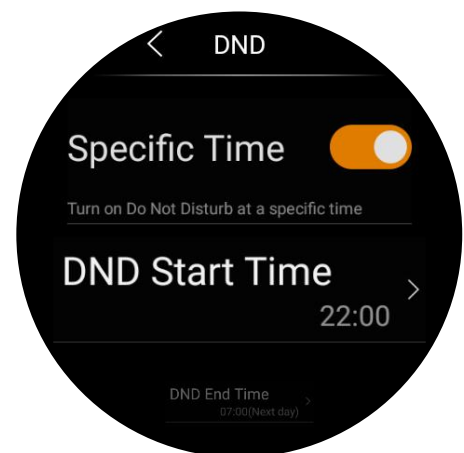 DND
Specific Time
Turn on Do Not Disturb at a specific time
DND Start Time
22:00
DND End Time
07:00(Next day)